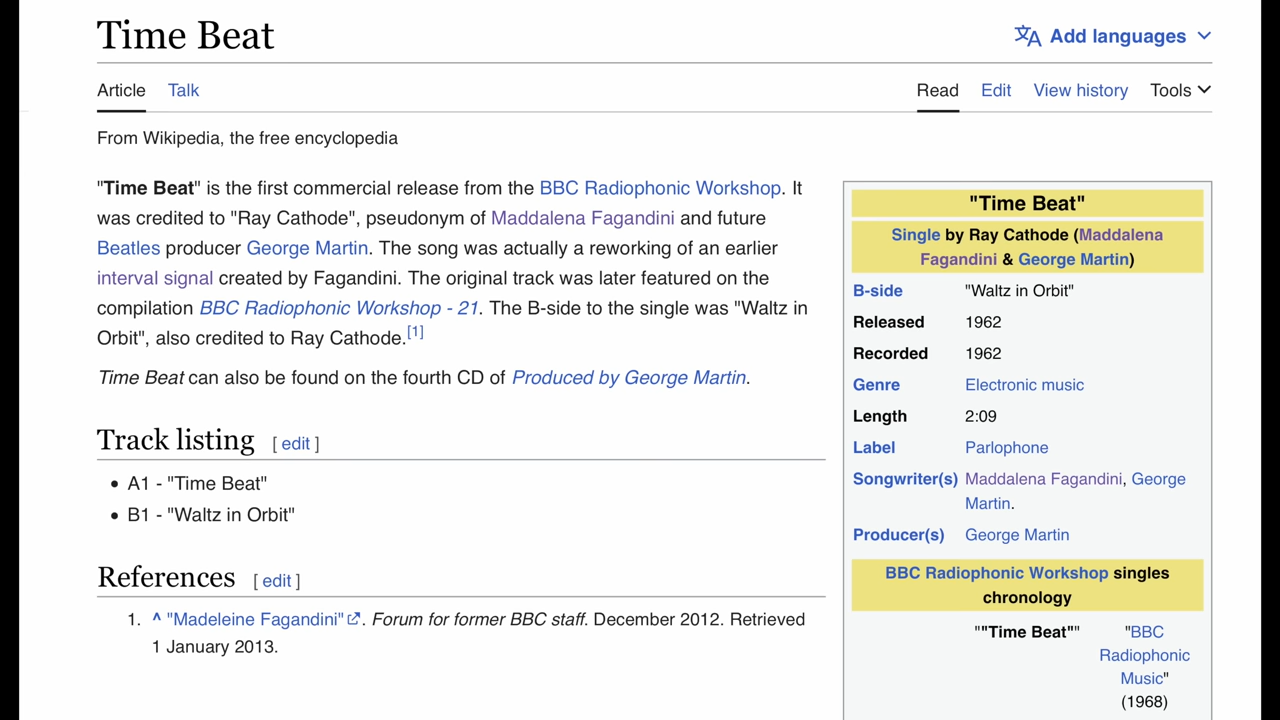 Time Beat
Add languages
Article Talk
Read Edit View history Tools
From Wikipedia, the free encyclopedia
"Time Beat" is the first commercial release from the BBC Radiophonic Workshop. It
was credited to "Ray Cathode", pseudonym of Maddalena Fagandini and future
Beatles producer George Martin. The song was actually a reworking of an earlier
interval signal created by Fagandini. The original track was later featured on the
compilation BBC Radiophonic Workshop - 21. The B-side to the single was "Waltz in
Orbit", also credited to Ray Cathode.[1]
Time Beat can also be found on the fourth CD of Produced by George Martin.
Track listing [ edit ]
• A1 - "Time Beat"
• B1 - "Waltz in Orbit"
References [ edit ]
1. ^ "Madeleine Fagandini". Forum for former BBC staff. December 2012. Retrieved
1 January 2013.
"Time Beat"
Single by Ray Cathode (Maddalena
Fagandini & George Martin)
B-side "Waltz in Orbit"
Released 1962
Recorded 1962
Genre Electronic music
Length 2:09
Label Parlophone
Songwriter(s) Maddalena Fagandini, George
Martin.
Producer(s) George Martin
BBC Radiophonic Workshop singles
chronology
""Time Beat"" "BBC
Radiophonic
Music"
(1968)